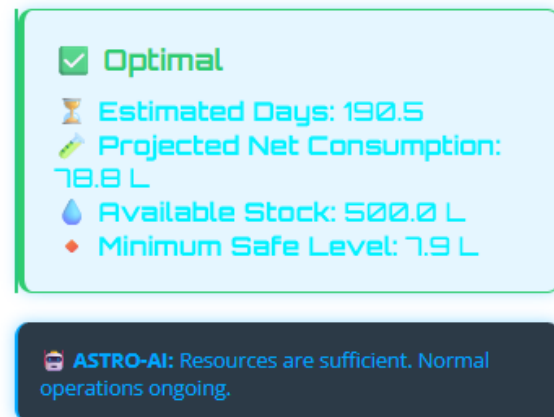 ✅ Optimal
⏳ Estimated Days: 190.5
🧪 Projected Net Consumption:
78.8 L
💧 Available Stock: 500.0 L
🔸 Minimum Safe Level: 7.9 L
🤖 ASTRO-AI: Resources are sufficient. Normal
operations ongoing.